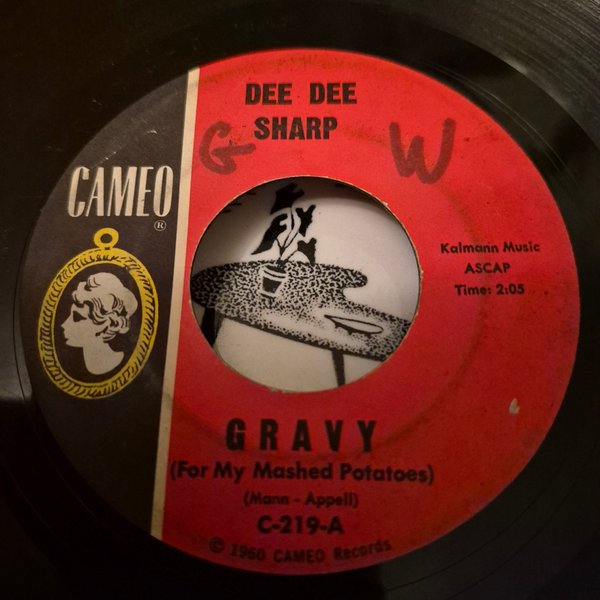 DEE DEE
SHARP
G W
CAMEO
®
Kalmann Music
ASCAP
Time: 2:05
GRAVY
(For My Mashed Potatoes)
(Mann - Appell)
C-219-A
© 1960 CAMEO Records